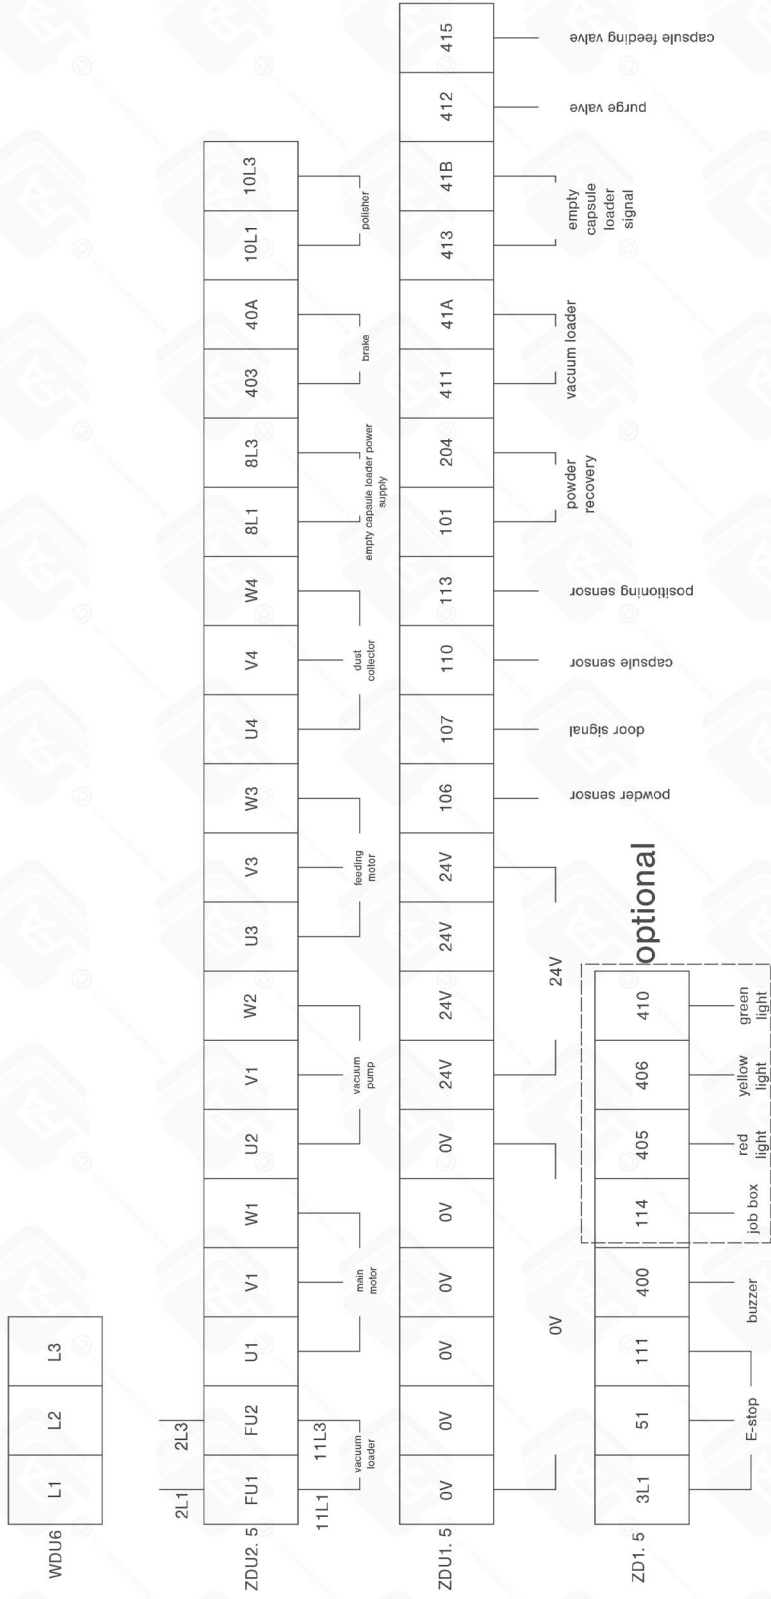 WDU6
L1
L2
L3
2L1
2L3
ZDU2. 5
FU1
FU2
U1
V1
W1
U2
V1
W2
U3
V3
W3
U4
V4
W4
8L1
8L3
403
40A
10L1
10L3
11L1
11L3
vacuum
loader
main
motor
vacuum
pump
feeding
motor
dust
collector
empty capsule loader power
supply
brake
polisher
ZDU1. 5
0V
0V
0V
0V
0V
0V
24V
24V
24V
24V
106
107
110
113
101
204
411
41A
413
41B
412
415
0V
24V
powder sensor
door signal
capsule sensor
positioning sensor
powder
recovery
vacuum loader
empty
capsule
loader
signal
purge valve
capsule feeding valve
ZD1. 5
3L1
51
111
400
114
405
406
410
optional
E-stop
buzzer
job box
red
light
yellow
light
green
light